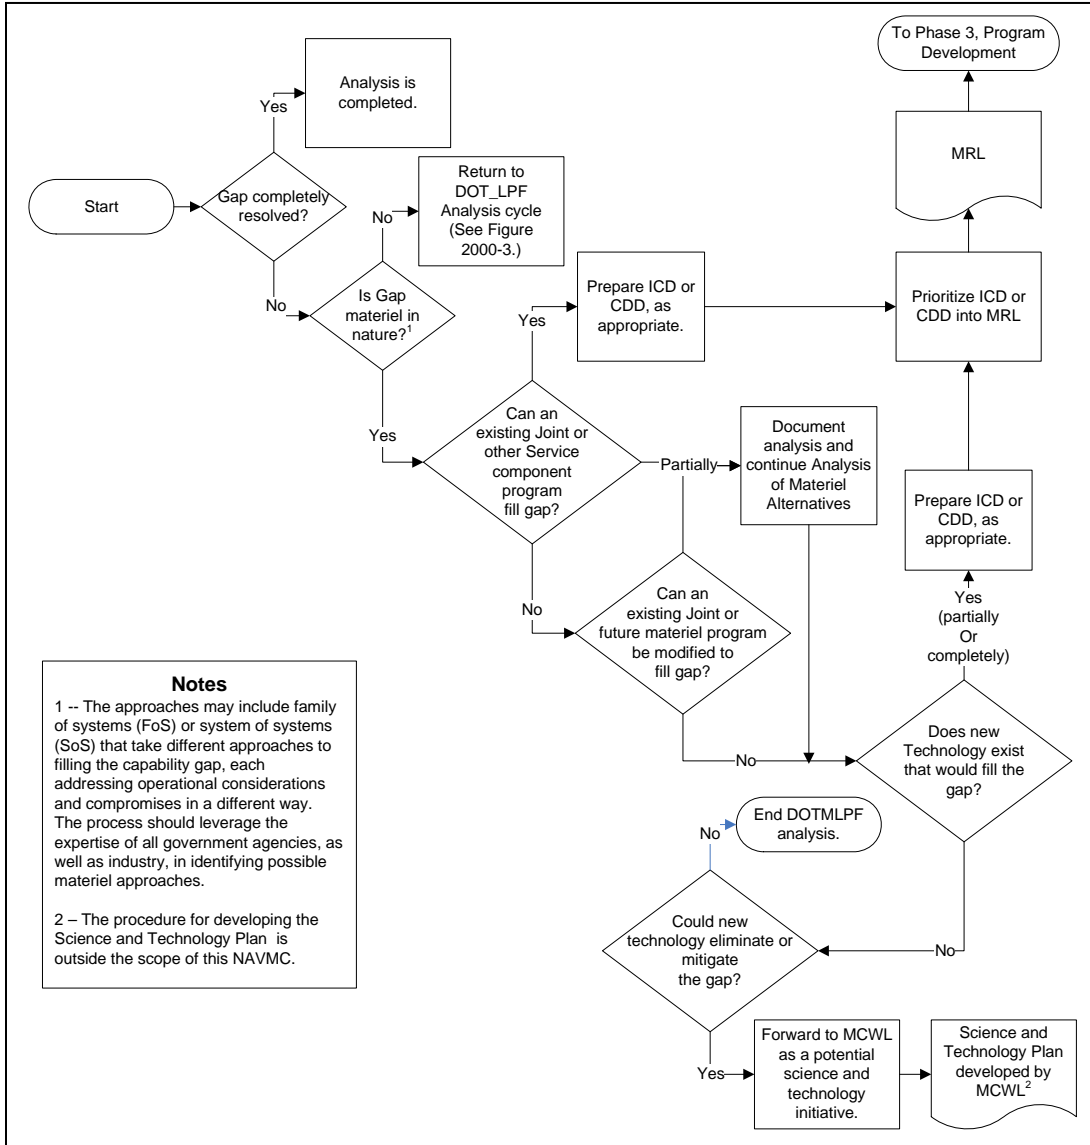 To Phase 3, Program
Development
Analysis is
completed.
Yes
MRL
Start
Gap completely
resolved?
Return to
DOT_LPF
Analysis cycle
(See Figure
2000-3.)
No
No
Is Gap
materiel in
nature?1
Prepare ICD or
CDD, as
appropriate.
Prioritize ICD or
CDD into MRL
Yes
Yes
Can an
existing Joint or
other Service
component
program
fill gap?
Partially
Document
analysis and
continue Analysis
of Materiel
Alternatives
Prepare ICD or
CDD, as
appropriate.
No
Can an
existing Joint or
future materiel program
be modified to
fill gap?
Yes
(partially
Or
completely)
No
Does new
Technology exist
that would fill the
gap?
Notes
1 -- The approaches may include family
of systems (FoS) or system of systems
(SoS) that take different approaches to
filling the capability gap, each
addressing operational considerations
and compromises in a different way.
The process should leverage the
expertise of all government agencies, as
well as industry, in identifying possible
materiel approaches.
2 – The procedure for developing the
Science and Technology Plan is
outside the scope of this NAVMC.
No
End DOTMLPF
analysis.
Could new
technology eliminate or
mitigate
the gap?
No
Yes
Forward to MCWL
as a potential
science and
technology
initiative.
Science and
Technology Plan
developed by
MCWL2